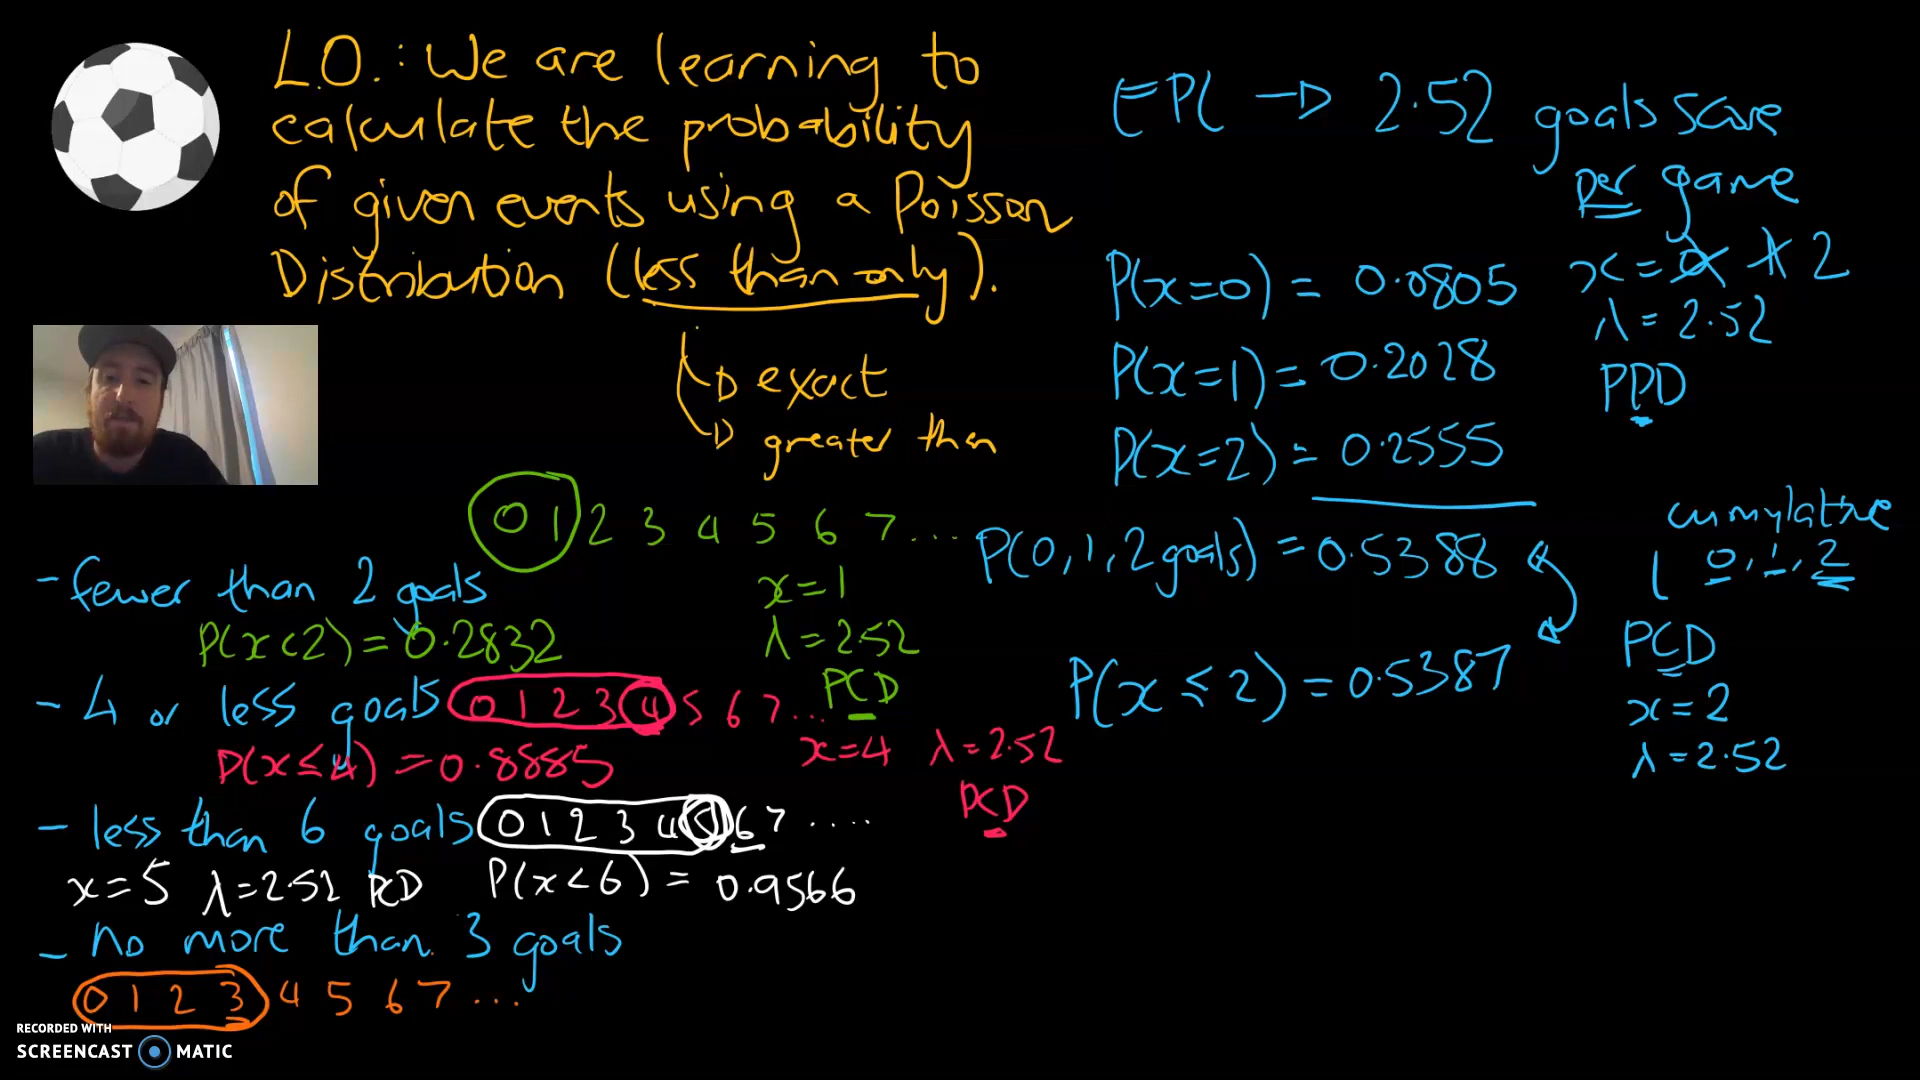 L.O.: We are learning to
calculate the probability
of given events using a Poisson
Distribution (less than only).
exact
greater than
0 1 2 3 4 5 6 7 ...
- fewer than 2 goals
x=1
P(x<2) = 0.2832
λ=2.52
PCD
- 4 or less goals 0 1 2 3 4 5 6 7 ...
P(x≤4) = 0.8885
x=4 λ=2.52
PCD
- less than 6 goals 0 1 2 3 4 5 6 7 ....
x=5 λ=2.52 PCD P(x<6) = 0.9566
- no more than 3 goals
0 1 2 3 4 5 6 7 ...
EPL → 2.52 goals score
per game
P(x=0) = 0.0805
x = 0 1 2
λ = 2.52
P(x=1) = 0.2028
PPD
P(x=2) = 0.2555
cumulative
P(0,1,2 goals) = 0.5388
0, 1, 2
PCD
P(x ≤ 2) = 0.5387
x = 2
λ = 2.52
RECORDED WITH
SCREENCAST MATIC